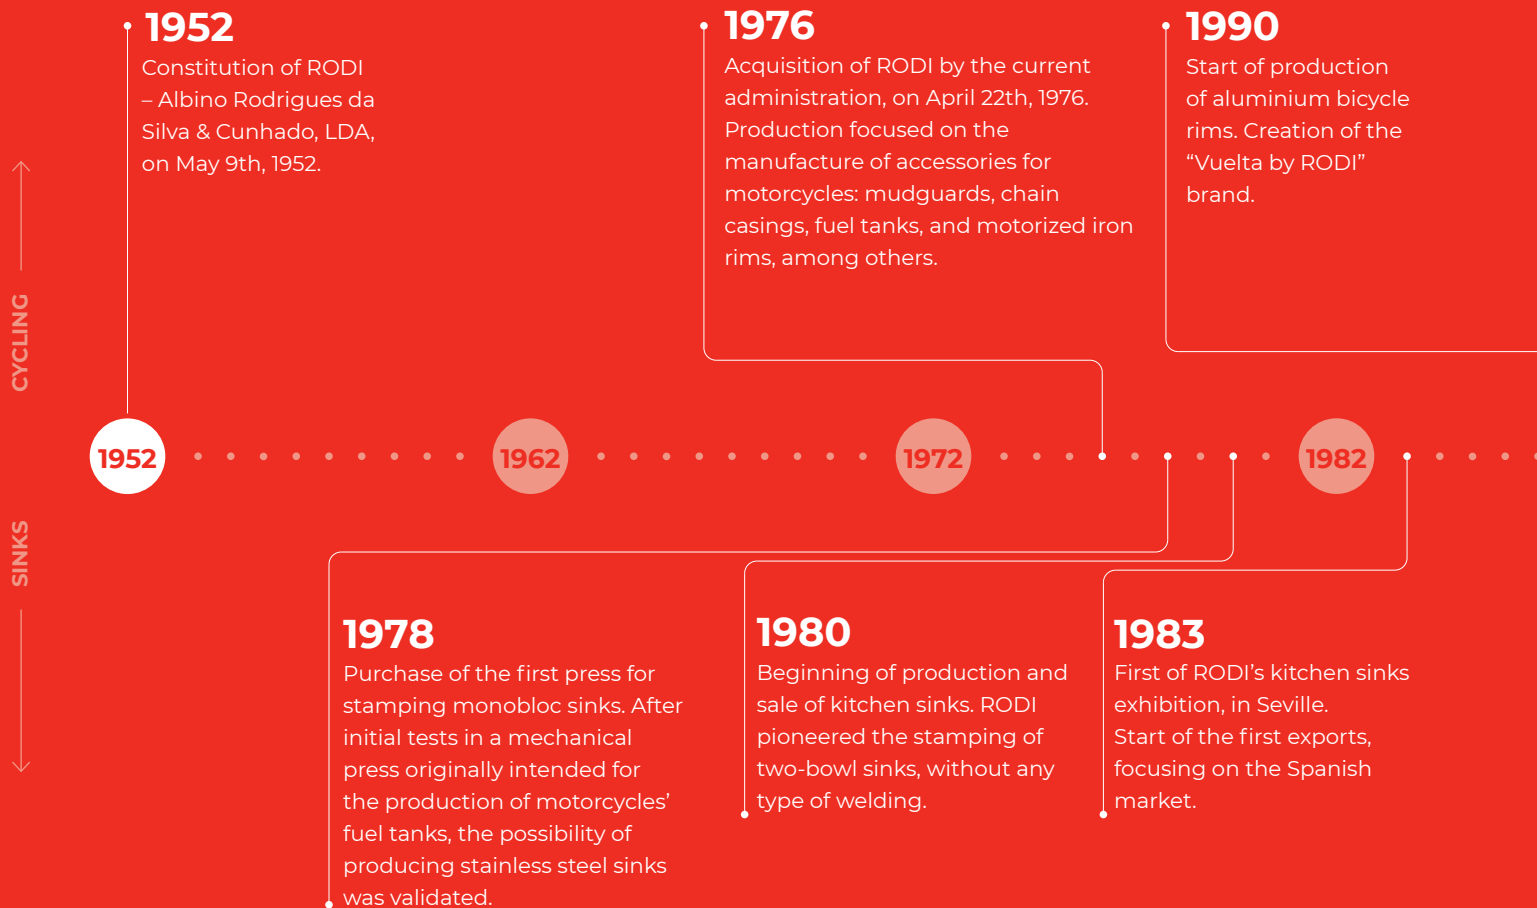 1952
Constitution of RODI
– Albino Rodrigues da
Silva & Cunhado, LDA,
on May 9th, 1952.
1976
Acquisition of RODI by the current
administration, on April 22th, 1976.
Production focused on the
manufacture of accessories for
motorcycles: mudguards, chain
casings, fuel tanks, and motorized iron
rims, among others.
1990
Start of production
of aluminium bicycle
rims. Creation of the
“Vuelta by RODI”
brand.
CYCLING
1952
1962
1972
1982
SINKS
1978
Purchase of the first press for
stamping monobloc sinks. After
initial tests in a mechanical
press originally intended for
the production of motorcycles’
fuel tanks, the possibility of
producing stainless steel sinks
was validated.
1980
Beginning of production and
sale of kitchen sinks. RODI
pioneered the stamping of
two-bowl sinks, without any
type of welding.
1983
First of RODI’s kitchen sinks
exhibition, in Seville.
Start of the first exports,
focusing on the Spanish
market.